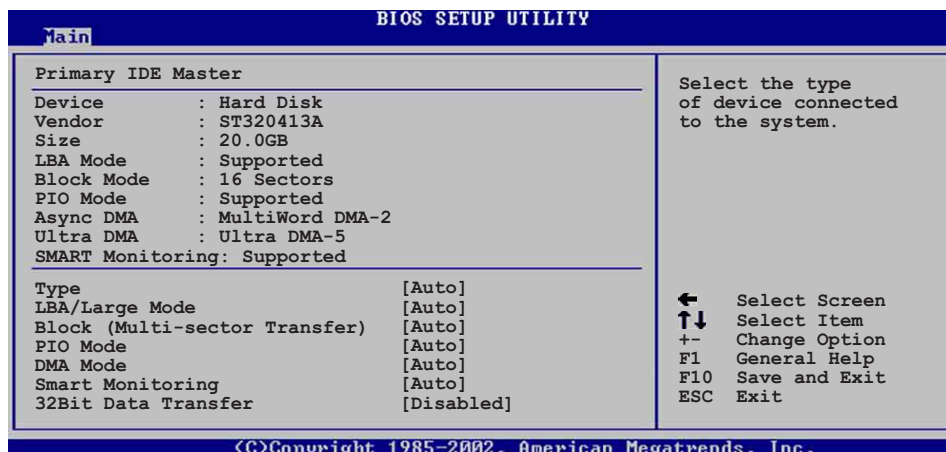 BIOS SETUP UTILITY
Main
Primary IDE Master
Device : Hard Disk
Vendor : ST320413A
Size : 20.0GB
LBA Mode : Supported
Block Mode : 16 Sectors
PIO Mode : Supported
Async DMA : MultiWord DMA-2
Ultra DMA : Ultra DMA-5
SMART Monitoring: Supported
Type [Auto]
LBA/Large Mode [Auto]
Block (Multi-sector Transfer) [Auto]
PIO Mode [Auto]
DMA Mode [Auto]
Smart Monitoring [Auto]
32Bit Data Transfer [Disabled]
Select the type
of device connected
to the system.
← Select Screen
↑↓ Select Item
+- Change Option
F1 General Help
F10 Save and Exit
ESC Exit
(C)Copyright 1985-2002, American Megatrends, Inc.